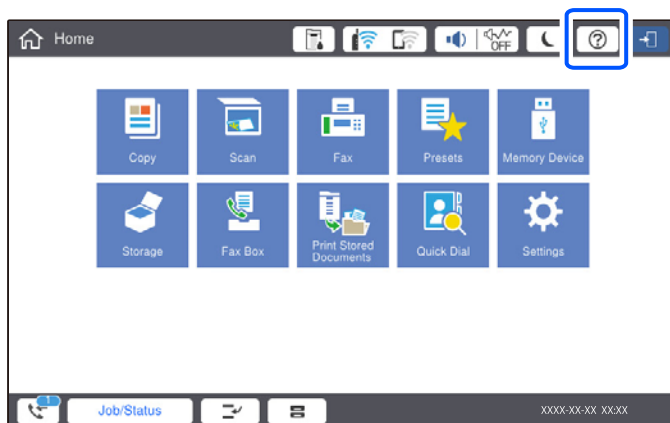 Home
OFF
?
Copy
Scan
Fax
Presets
Memory Device
Storage
Fax Box
Print Stored
Documents
Quick Dial
Settings
1
Job/Status
XXXX-XX-XX XX:XX